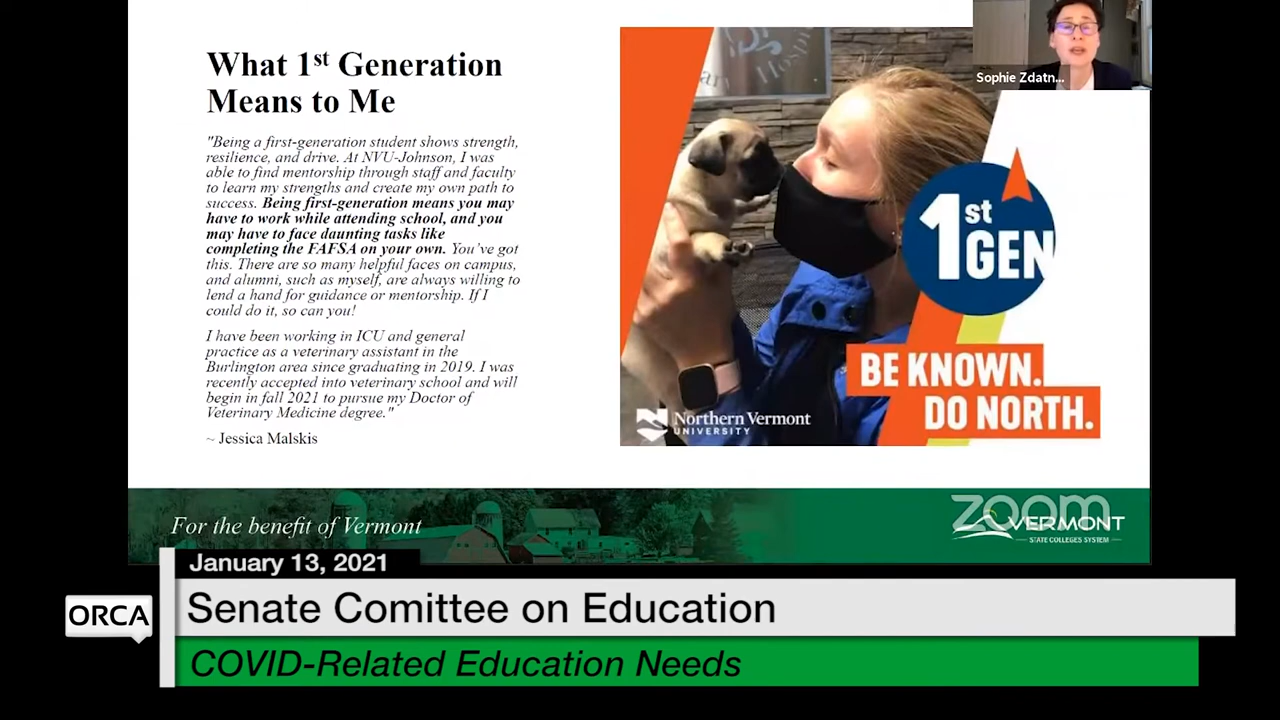 What 1st Generation
Means to Me
"Being a first-generation student shows strength,
resilience, and drive. At NVU-Johnson, I was
able to find mentorship through staff and faculty
to learn my strengths and create my own path to
success. Being first-generation means you may
have to work while attending school, and you
may have to face daunting tasks like
completing the FAFSA on your own. You've got
this. There are so many helpful faces on campus,
and alumni, such as myself, are always willing to
lend a hand for guidance or mentorship. If I
could do it, so can you!
I have been working in ICU and general
practice as a veterinary assistant in the
Burlington area since graduating in 2019. I was
recently accepted into veterinary school and will
begin in fall 2021 to pursue my Doctor of
Veterinary Medicine degree."
~ Jessica Malskis
Sophie Zdatn...
1st
GEN
BE KNOWN.
DO NORTH.
Northern Vermont
UNIVERSITY
For the benefit of Vermont
zoom
VERMONT
STATE COLLEGES SYSTEM
January 13, 2021
ORCA
Senate Comittee on Education
COVID-Related Education Needs